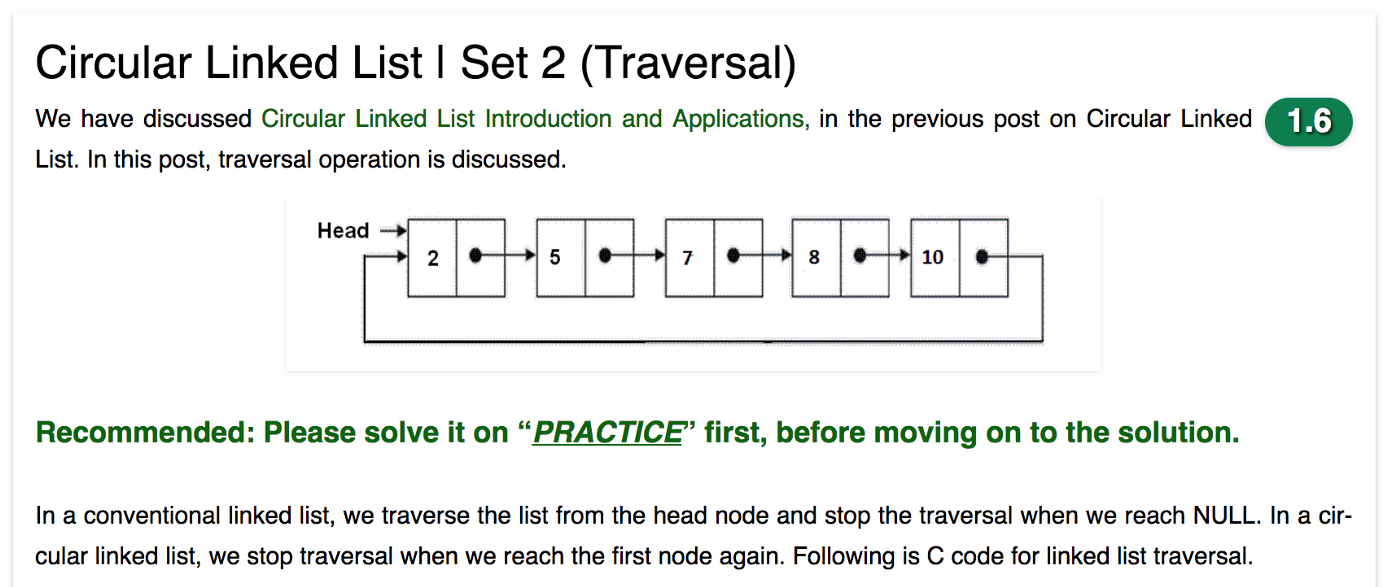 Circular Linked List | Set 2 (Traversal)
We have discussed Circular Linked List Introduction and Applications, in the previous post on Circular Linked
1.6
List. In this post, traversal operation is discussed.
Head
2 5 7 8 10
Recommended: Please solve it on “PRACTICE” first, before moving on to the solution.
In a conventional linked list, we traverse the list from the head node and stop the traversal when we reach NULL. In a cir-
cular linked list, we stop traversal when we reach the first node again. Following is C code for linked list traversal.